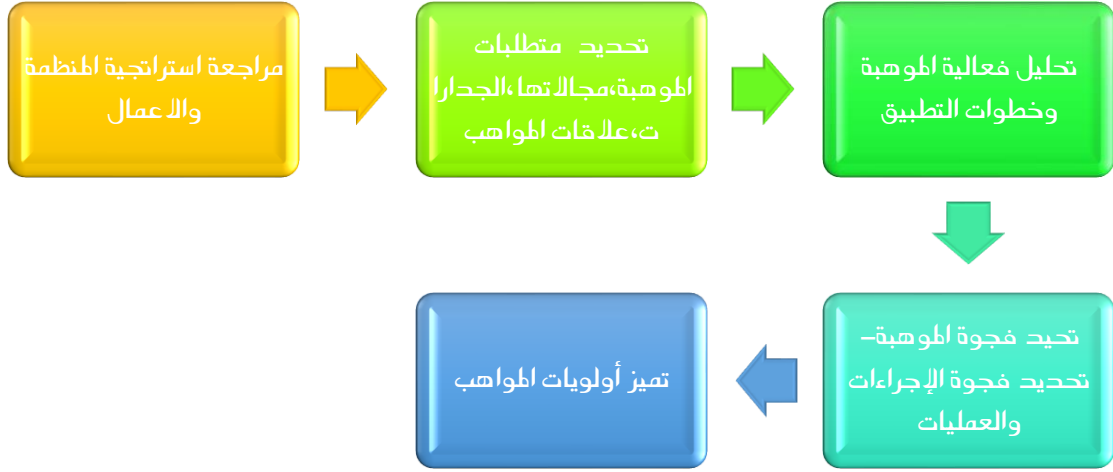 مراجعة استراتجية المنظمة
والاعمال
تحديد متطلبات
الموهبة،مجالاتها،الجدارا
ت،علاقات المواهب
تحليل فعالية الموهبة
وخطوات التطبيق
تحيد فجوة الموهبة–
تحديد فجوة الإجراءات
والعمليات
تميز أولويات المواهب